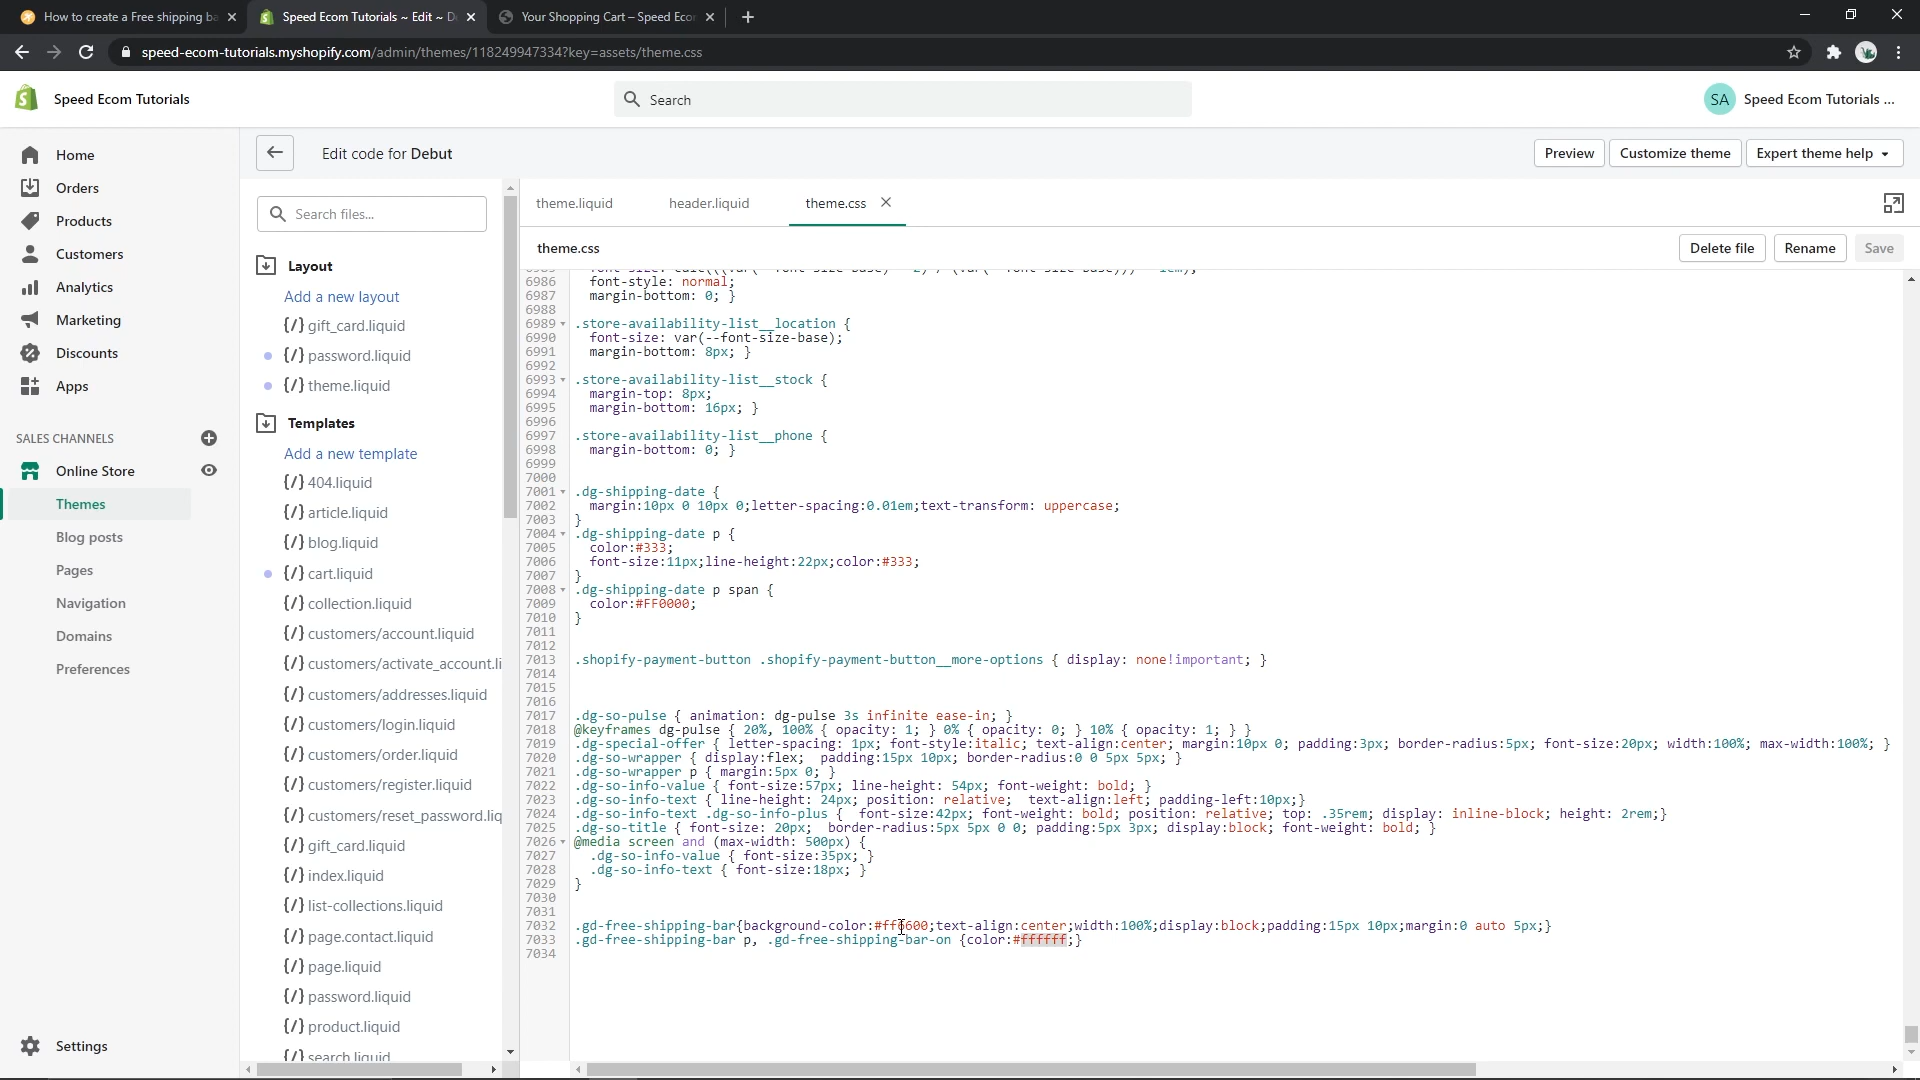 How to create a Free shipping ba
Speed Ecom Tutorials ~ Edit ~ D
Your Shopping Cart – Speed Ecor
speed-ecom-tutorials.myshopify.com/admin/themes/118249947334?key=assets/theme.css
Speed Ecom Tutorials
Search
SA
Speed Ecom Tutorials ...
Home
Orders
Products
Customers
Analytics
Marketing
Discounts
Apps
SALES CHANNELS
Online Store
Themes
Blog posts
Pages
Navigation
Domains
Preferences
Settings
Edit code for Debut
Preview
Customize theme
Expert theme help
Search files...
Layout
Add a new layout
{/} gift_card.liquid
{/} password.liquid
{/} theme.liquid
Templates
Add a new template
{/} 404.liquid
{/} article.liquid
{/} blog.liquid
{/} cart.liquid
{/} collection.liquid
{/} customers/account.liquid
{/} customers/activate_account.li
{/} customers/addresses.liquid
{/} customers/login.liquid
{/} customers/order.liquid
{/} customers/register.liquid
{/} customers/reset_password.liq
{/} gift_card.liquid
{/} index.liquid
{/} list-collections.liquid
{/} page.contact.liquid
{/} page.liquid
{/} password.liquid
{/} product.liquid
{/} search.liquid
theme.liquid
header.liquid
theme.css
theme.css
Delete file
Rename
Save
6986 font-style: normal;
6987 margin-bottom: 0; }
6988
6989 .store-availability-list__location {
6990 font-size: var(--font-size-base);
6991 margin-bottom: 8px; }
6992
6993 .store-availability-list__stock {
6994 margin-top: 8px;
6995 margin-bottom: 16px; }
6996
6997 .store-availability-list__phone {
6998 margin-bottom: 0; }
6999
7000
7001 .dg-shipping-date {
7002 margin:10px 0 10px 0;letter-spacing:0.01em;text-transform: uppercase;
7003 }
7004 .dg-shipping-date p {
7005 color:#333;
7006 font-size:11px;line-height:22px;color:#333;
7007 }
7008 .dg-shipping-date p span {
7009 color:#FF0000;
7010 }
7011
7012
7013 .shopify-payment-button .shopify-payment-button__more-options { display: none!important; }
7014
7015
7016
7017 .dg-so-pulse { animation: dg-pulse 3s infinite ease-in; }
7018 @keyframes dg-pulse { 20%, 100% { opacity: 1; } 0% { opacity: 0; } 10% { opacity: 1; } }
7019 .dg-special-offer { letter-spacing: 1px; font-style:italic; text-align:center; margin:10px 0; padding:3px; border-radius:5px; font-size:20px; width:100%; max-width:100%; }
7020 .dg-so-wrapper { display:flex; padding:15px 10px; border-radius:0 0 5px 5px; }
7021 .dg-so-wrapper p { margin:5px 0; }
7022 .dg-so-info-value { font-size:57px; line-height: 54px; font-weight: bold; }
7023 .dg-so-info-text { line-height: 24px; position: relative; text-align:left; padding-left:10px;}
7024 .dg-so-info-text .dg-so-info-plus { font-size:42px; font-weight: bold; position: relative; top: .35rem; display: inline-block; height: 2rem;}
7025 .dg-so-title { font-size: 20px; border-radius:5px 5px 0 0; padding:5px 3px; display:block; font-weight: bold; }
7026 @media screen and (max-width: 500px) {
7027 .dg-so-info-value { font-size:35px; }
7028 .dg-so-info-text { font-size:18px; }
7029 }
7030
7031
7032 .gd-free-shipping-bar{background-color:#ff6600;text-align:center;width:100%;display:block;padding:15px 10px;margin:0 auto 5px;}
7033 .gd-free-shipping-bar p, .gd-free-shipping-bar-on {color:#ffffff;}
7034